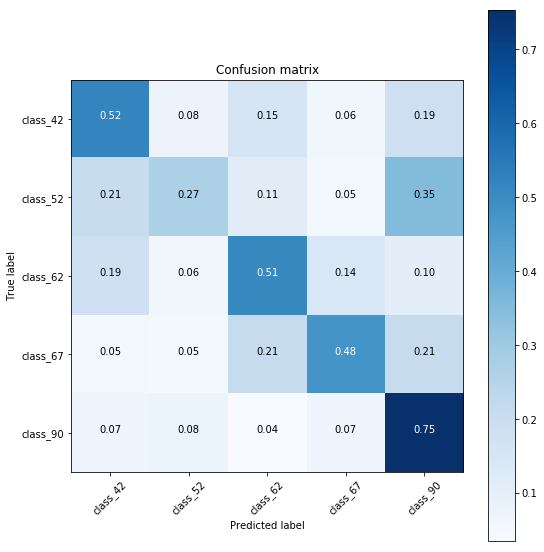 Confusion matrix
True label
class_42
0.52 0.08 0.15 0.06 0.19
class_52
0.21 0.27 0.11 0.05 0.35
class_62
0.19 0.06 0.51 0.14 0.10
class_67
0.05 0.05 0.21 0.48 0.21
class_90
0.07 0.08 0.04 0.07 0.75
class_42 class_52 class_62 class_67 class_90
Predicted label
0.7
0.6
0.5
0.4
0.3
0.2
0.1